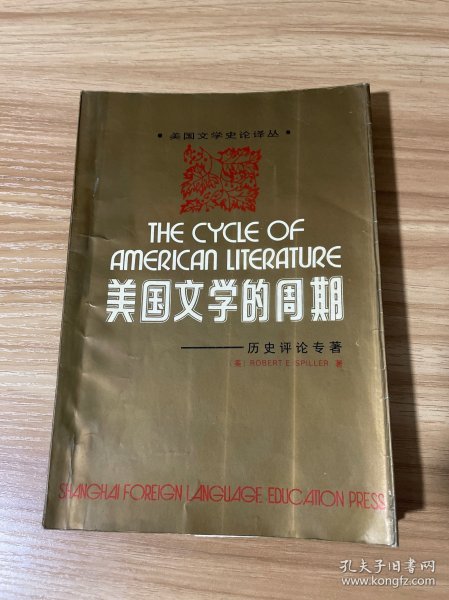 • 美国文学史论译丛 •
THE CYCLE OF
AMERICAN LITERATURE
美国文学的周期
——历史评论专著
(美) ROBERT E. SPILLER 著
SHANGHAI FOREIGN LANGUAGE EDUCATION PRESS
孔夫子旧书网
www.kongfz.com